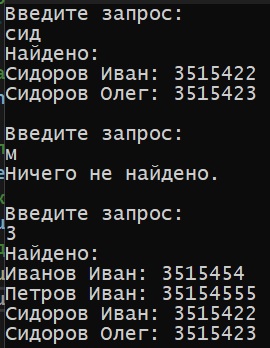 Введите запрос:
сид
Найдено:
Сидоров Иван: 3515422
Сидоров Олег: 3515423
Введите запрос:
м
Ничего не найдено.
Введите запрос:
3
Найдено:
Иванов Иван: 3515454
Петров Иван: 35154555
Сидоров Иван: 3515422
Сидоров Олег: 3515423